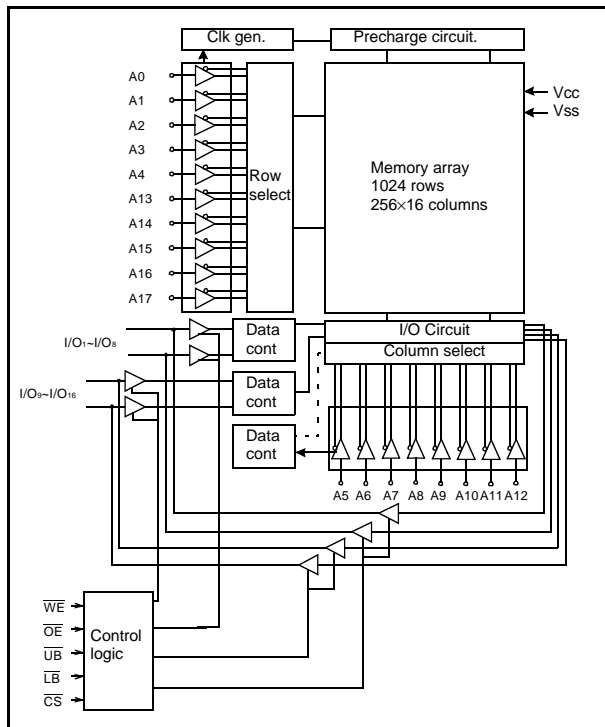 Clk gen.
Precharge circuit.
A0
A1
A2
A3
A4
A13
A14
A15
A16
A17
Row
select
Memory array
1024 rows
256×16 columns
Vcc
Vss
I/O1~I/O8
I/O9~I/O16
Data
cont
Data
cont
Data
cont
I/O Circuit
Column select
A5 A6 A7 A8 A9 A10 A11 A12
WE
OE
UB
LB
CS
Control
logic